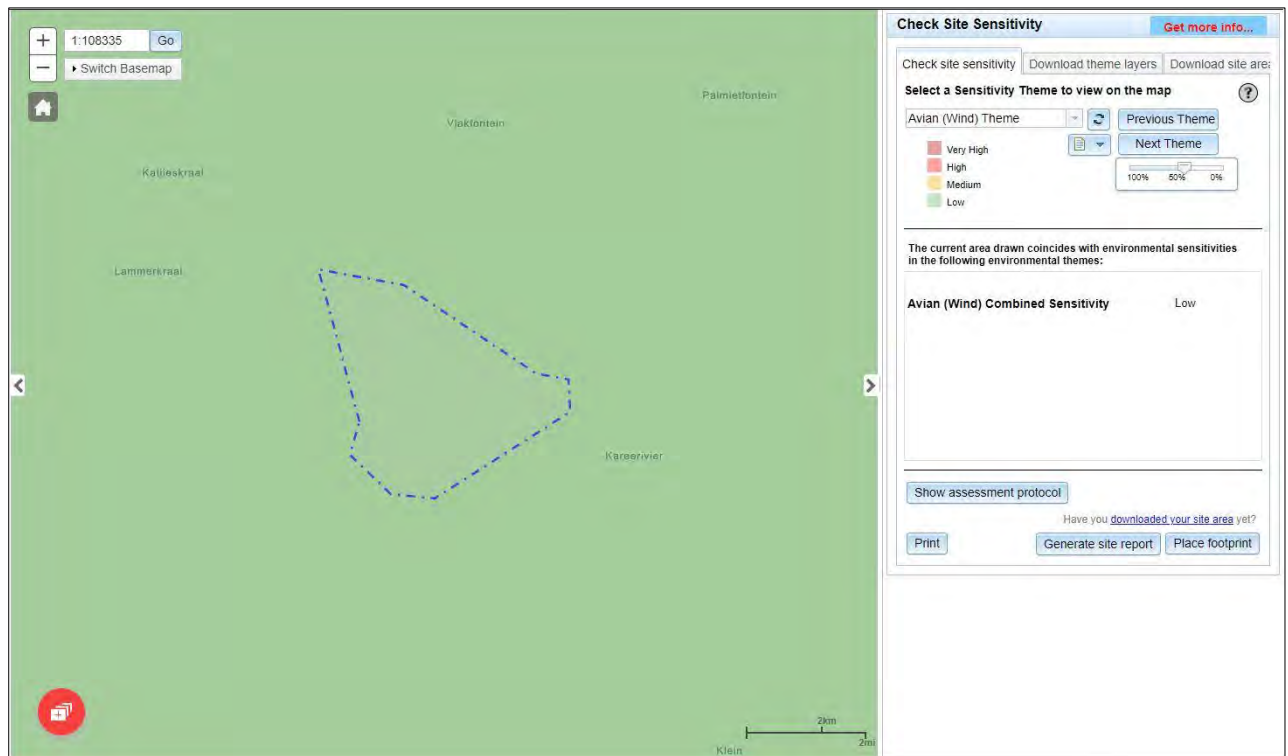 1:108335 Go
Switch Basemap
Palmietfontein
Vlakfontein
Lammerkraal
Kareerivier
2km
2mi
Klein
Check Site Sensitivity
Get more info...
Check site sensitivity Download theme layers Download site area
Select a Sensitivity Theme to view on the map
?
Avian (Wind) Theme
Previous Theme
Next Theme
Very High
High
Medium
Low
100% 50% 0%
The current area drawn coincides with environmental sensitivities
in the following environmental themes:
Avian (Wind) Combined Sensitivity Low
Show assessment protocol
Have you downloaded your site area yet?
Print Generate site report Place footprint